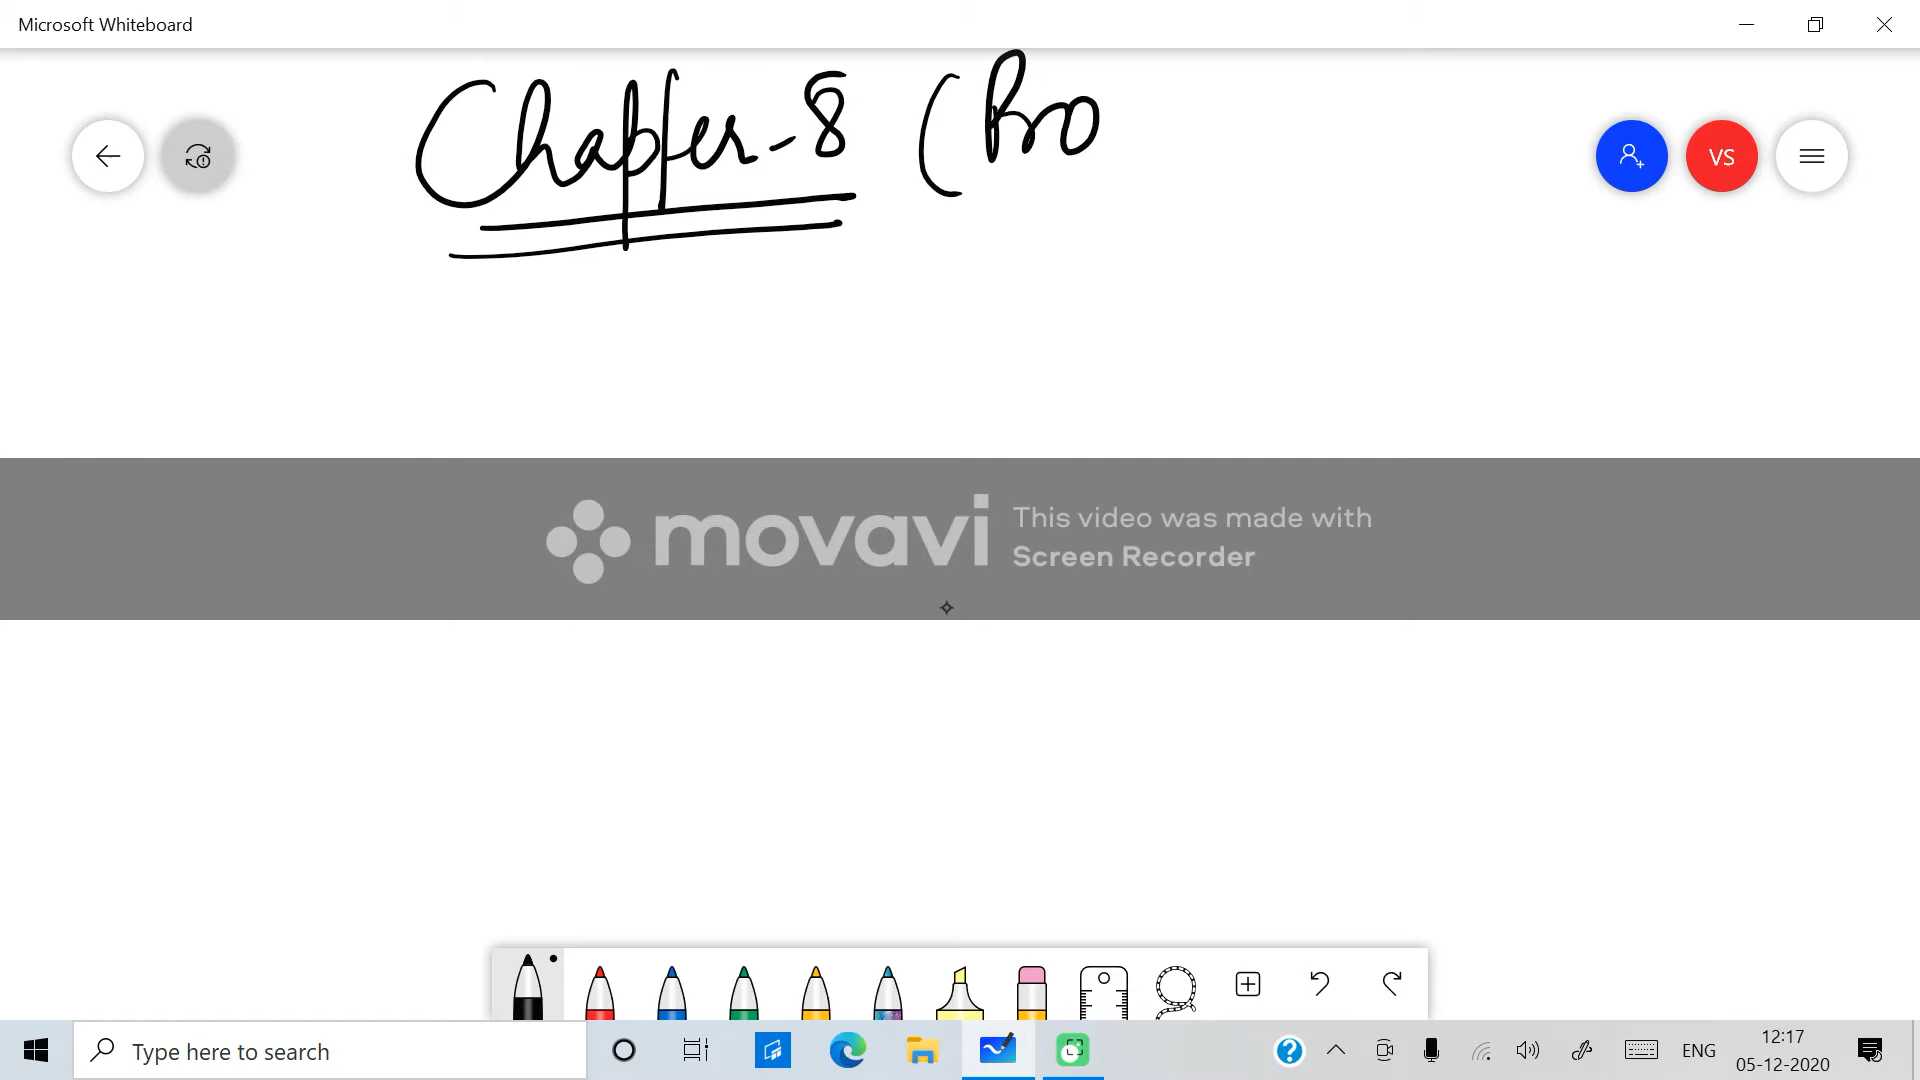 Microsoft Whiteboard
Chapter-8 (Pro
VS
movavi
This video was made with
Screen Recorder
Type here to search
ENG
12:17
05-12-2020